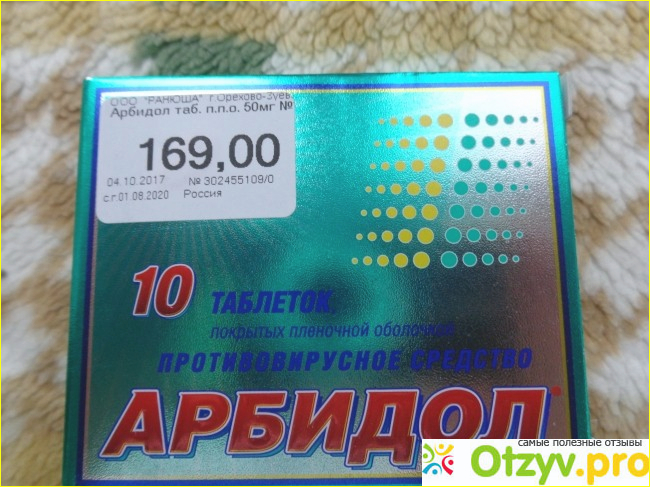 ООО "РАНЮША" г.Орехово-Зуев
Арбидол таб. п.п.о. 50мг №
169,00
04.10.2017 № 302455109/0
с.г.01.08.2020 Россия
10 ТАБЛЕТОК,
покрытых пленочной оболочкой
ПРОТИВОВИРУСНОЕ СРЕДСТВО
АРБИДОЛ®
самые полезные отзывы
Otzyv.pro